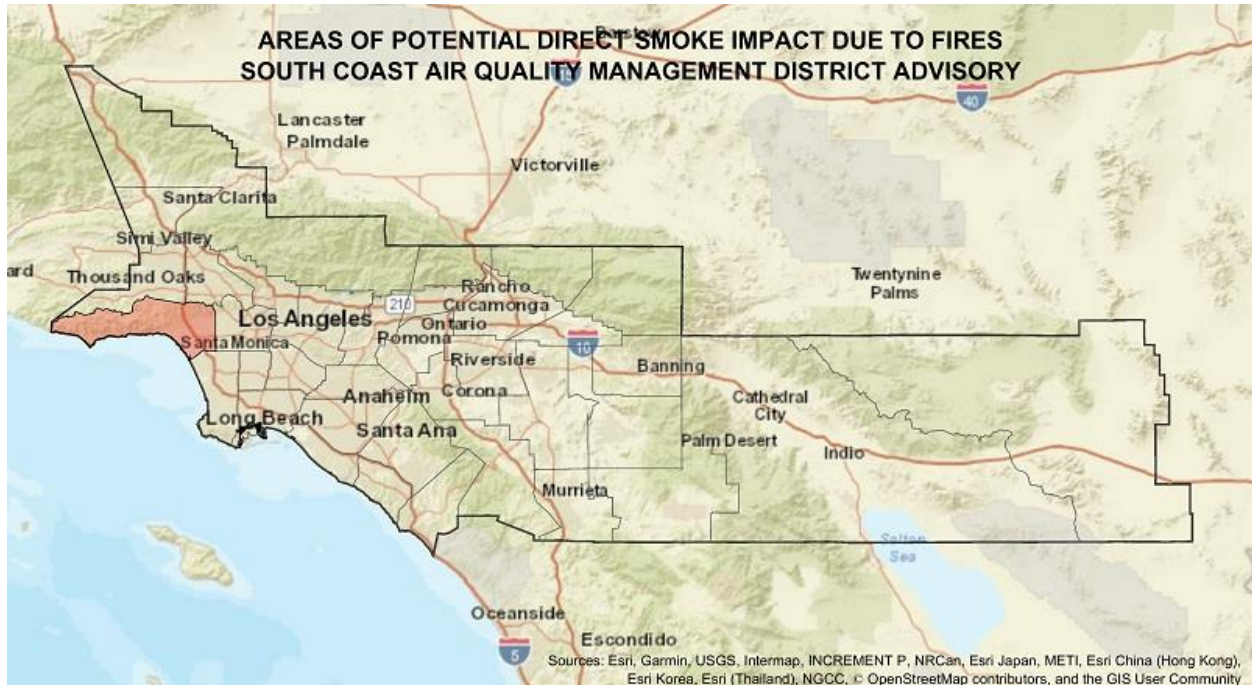 AREAS OF POTENTIAL DIRECT SMOKE IMPACT DUE TO FIRES
SOUTH COAST AIR QUALITY MANAGEMENT DISTRICT ADVISORY
Barstow
15
40
Lancaster
Palmdale
Victorville
Santa Clarita
Simi Valley
ard
Thousand Oaks
Twentynine
Palms
Rancho
Cucamonga
210
Los Angeles
Ontario
Santa Monica
Pomona
10
Riverside
Banning
Anaheim
Corona
Cathedral
City
Long Beach
Santa Ana
Palm Desert
Indio
Murrieta
Salton
Sea
Oceanside
Escondido
5
Sources: Esri, Garmin, USGS, Intermap, INCREMENT P, NRCan, Esri Japan, METI, Esri China (Hong Kong),
Esri Korea, Esri (Thailand), NGCC, © OpenStreetMap contributors, and the GIS User Community